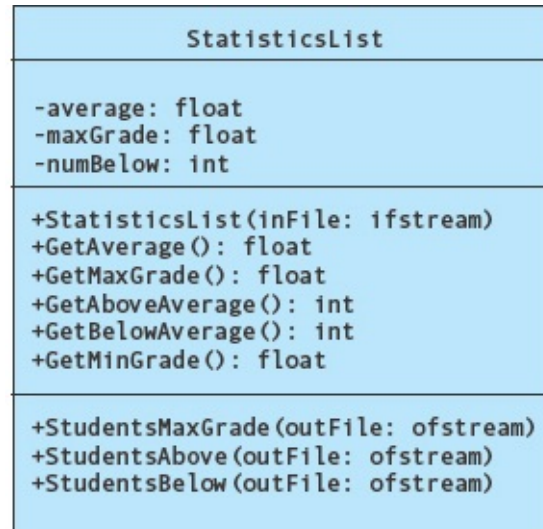 StatisticsList
-average: float
-maxGrade: float
-numBelow: int
+StatisticsList(inFile: ifstream)
+GetAverage(): float
+GetMaxGrade(): float
+GetAboveAverage(): int
+GetBelowAverage(): int
+GetMinGrade(): float
+StudentsMaxGrade(outFile: ofstream)
+StudentsAbove(outFile: ofstream)
+StudentsBelow(outFile: ofstream)